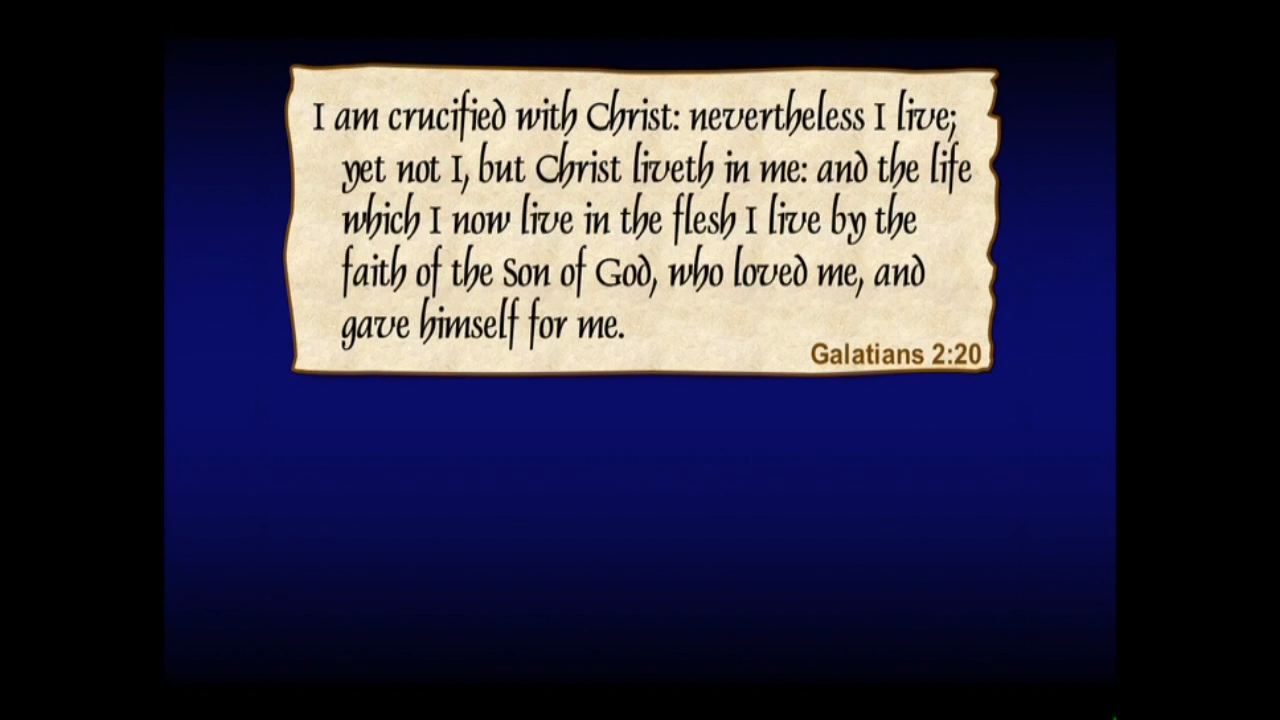 I am crucified with Christ: nevertheless I live;
yet not I, but Christ liveth in me: and the life
which I now live in the flesh I live by the
faith of the Son of God, who loved me, and
gave himself for me.
Galatians 2:20